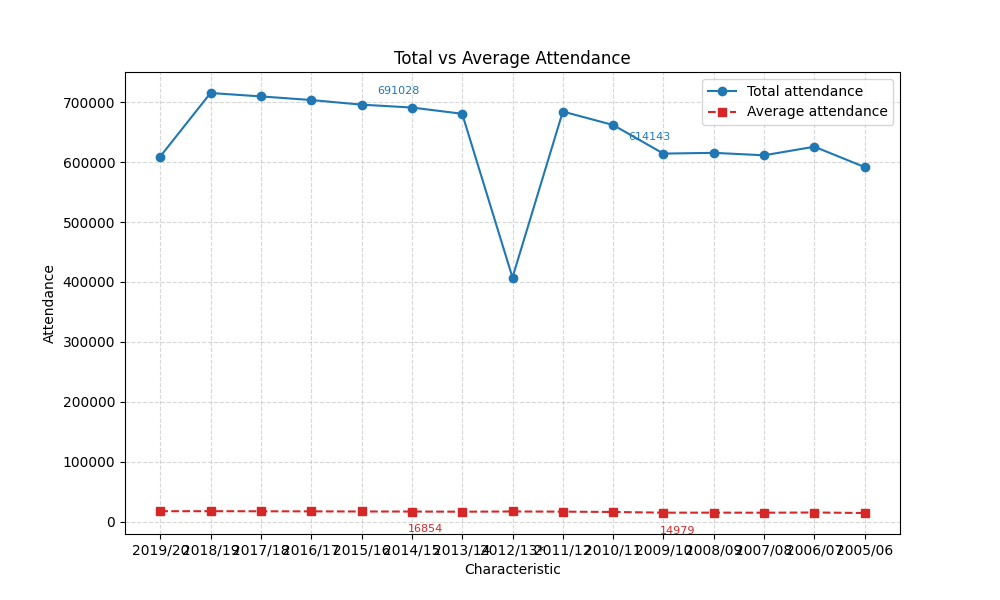 Total vs Average Attendance
Total attendance
Average attendance
Attendance
700000
600000
500000
400000
300000
200000
100000
0
691028
614143
16854
14979
2019/20 2018/19 2017/18 2016/17 2015/16 2014/15 2013/14 2012/13* 2011/12 2010/11 2009/10 2008/09 2007/08 2006/07 2005/06
Characteristic